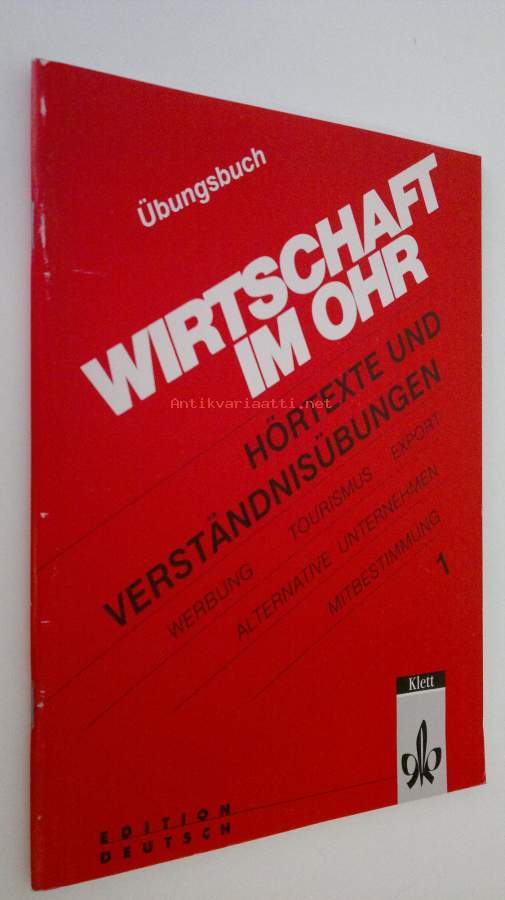 Übungsbuch
WIRTSCHAFT
IM OHR
Antikvariaatti.net
HÖRTEXTE UND
VERSTÄNDNISÜBUNGEN
WERBUNG TOURISMUS EXPORT
ALTERNATIVE UNTERNEHMEN
MITBESTIMMUNG
1
Klett
EDITION
DEUTSCH